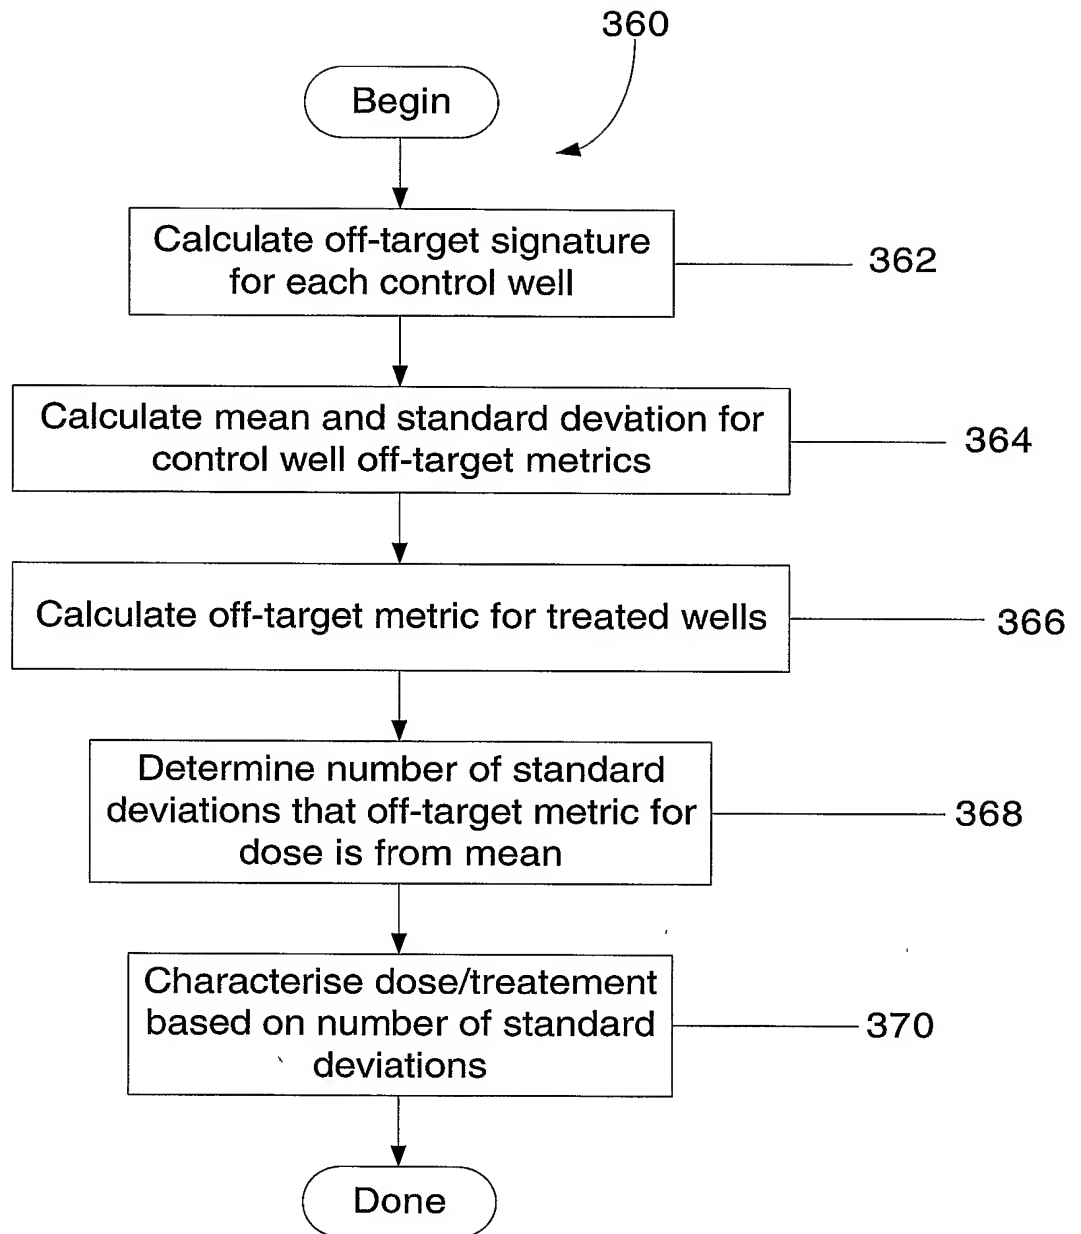 360
Begin
Calculate off-target signature
for each control well
362
Calculate mean and standard deviation for
control well off-target metrics
364
Calculate off-target metric for treated wells
366
Determine number of standard
deviations that off-target metric for
dose is from mean
368
Characterise dose/treatement
based on number of standard
deviations
370
Done